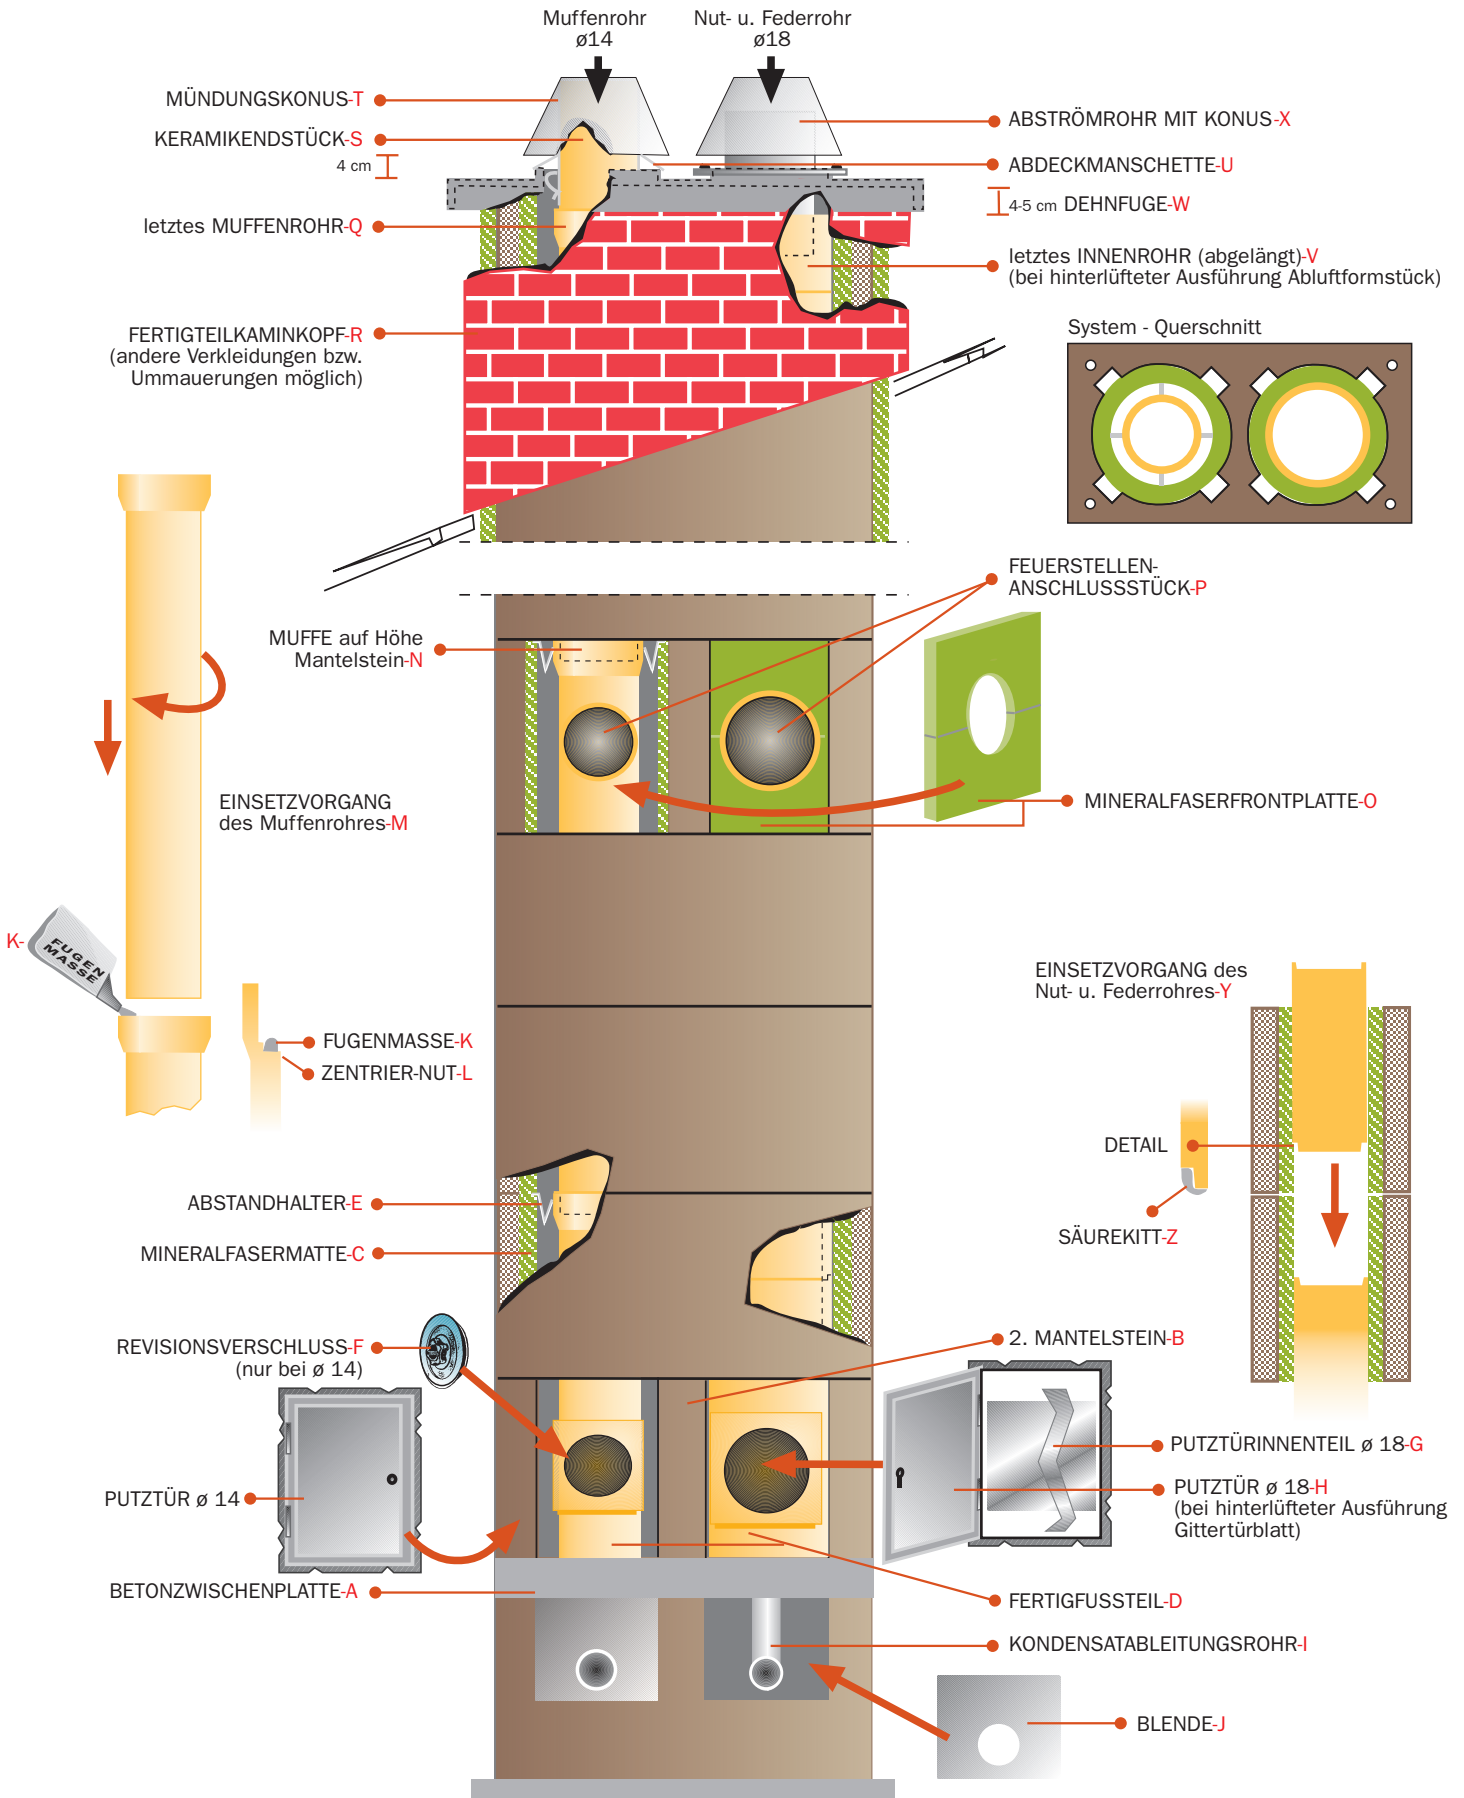 Muffenrohr
ø14
Nut- u. Federrohr
ø18
MÜNDUNGSKONUS-T
KERAMIKENDSTÜCK-S
4 cm
letztes MUFFENROHR-Q
FERTIGTEILKAMINKOPF-R
(andere Verkleidungen bzw.
Ummauerungen möglich)
ABSTRÖMROHR MIT KONUS-X
ABDECKMANSCHETTE-U
4-5 cm DEHNFUGE-W
letztes INNENROHR (abgelängt)-V
(bei hinterlüfteter Ausführung Abluftformstück)
System - Querschnitt
FEUERSTELLEN-
ANSCHLUSSSTÜCK-P
MUFFE auf Höhe
Mantelstein-N
MINERALFASERFRONTPLATTE-O
EINSETZVORGANG
des Muffenrohres-M
K-
FUGEN
MASSE
FUGENMASSE-K
ZENTRIER-NUT-L
EINSETZVORGANG des
Nut- u. Federrohres-Y
DETAIL
SÄUREKITT-Z
ABSTANDHALTER-E
MINERALFASERMATTE-C
REVISIONSVERSCHLUSS-F
(nur bei ø 14)
2. MANTELSTEIN-B
PUTZTÜRINNENTEIL ø 18-G
PUTZTÜR ø 14
PUTZTÜR ø 18-H
(bei hinterlüfteter Ausführung
Gittertürblatt)
BETONZWISCHENPLATTE-A
FERTIGFUSSTEIL-D
KONDENSATABLEITUNGSROHR-I
BLENDE-J